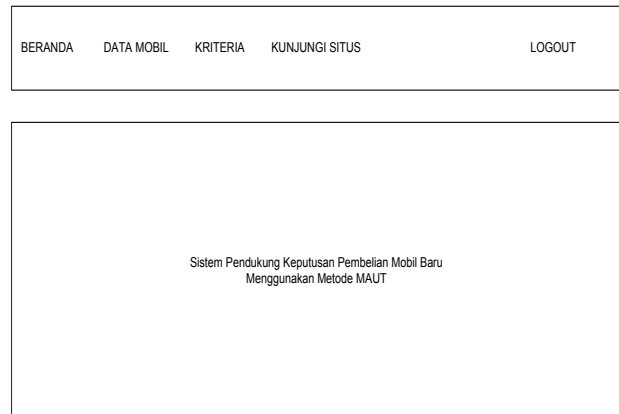 BERANDA DATA MOBIL KRITERIA KUNJUNGI SITUS LOGOUT
Sistem Pendukung Keputusan Pembelian Mobil Baru
Menggunakan Metode MAUT